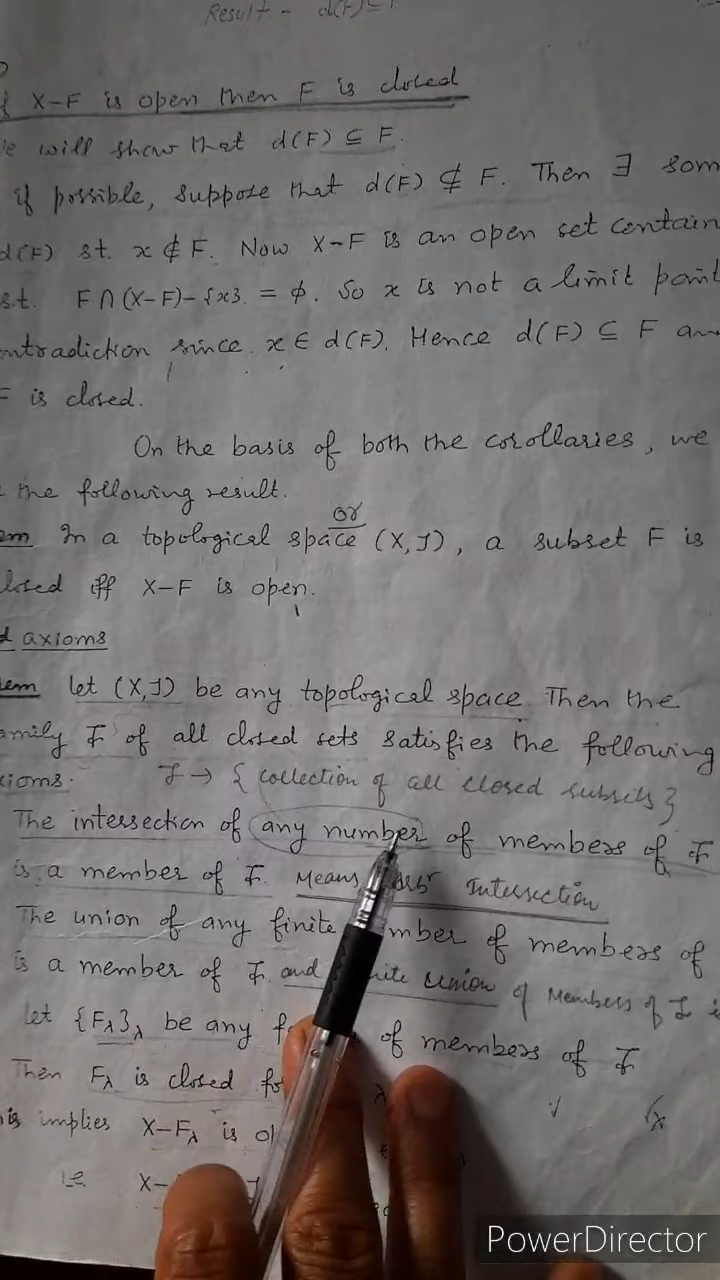 Result - d(F) ⊆ F
X-F is open then F is closed
e will show that d(F) ⊆ F.
if possible, suppose that d(F) ⊄ F. Then ∃ som
d(F) st. x ∉ F. Now X-F is an open set contain
s.t. F∩(X-F)-{x} = ϕ. So x is not a limit point
ntradiction since x ∈ d(F). Hence d(F) ⊆ F an
F is closed.
On the basis of both the corollaries, we
the following result.
or
em In a topological space (X,J), a subset F is
losed iff X-F is open.
d axioms
em let (X,J) be any topological space. Then the
amily F of all closed sets satisfies the following
ioms. F → { collection of all closed subsets }
The intersection of any number of members of F
is a member of F. Means Intersection
The union of any finite mber of members of
is a member of F. and nite union of Members of
let {Fλ}λ be any f of members of F
Then Fλ is closed fo λ
is implies X-Fλ is o
i.e X-
PowerDirector